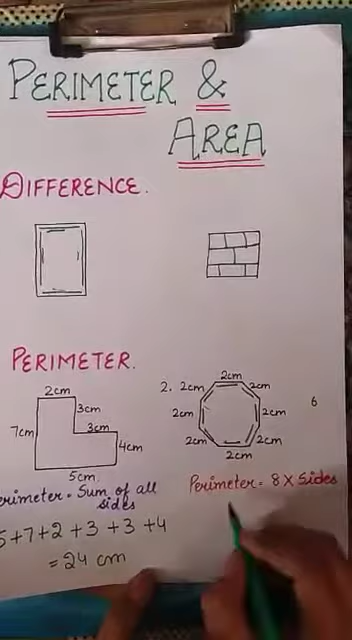 PERIMETER &
AREA
DIFFERENCE.
PERIMETER.
2cm
3cm
7cm
3cm
4cm
5cm
2.
2cm
2cm
2cm
2cm
2cm
2cm
2cm
2cm
6
erimeter = Sum of all
sides
5+7+2+3+3+4
=24 cm
Perimeter = 8 X Sides